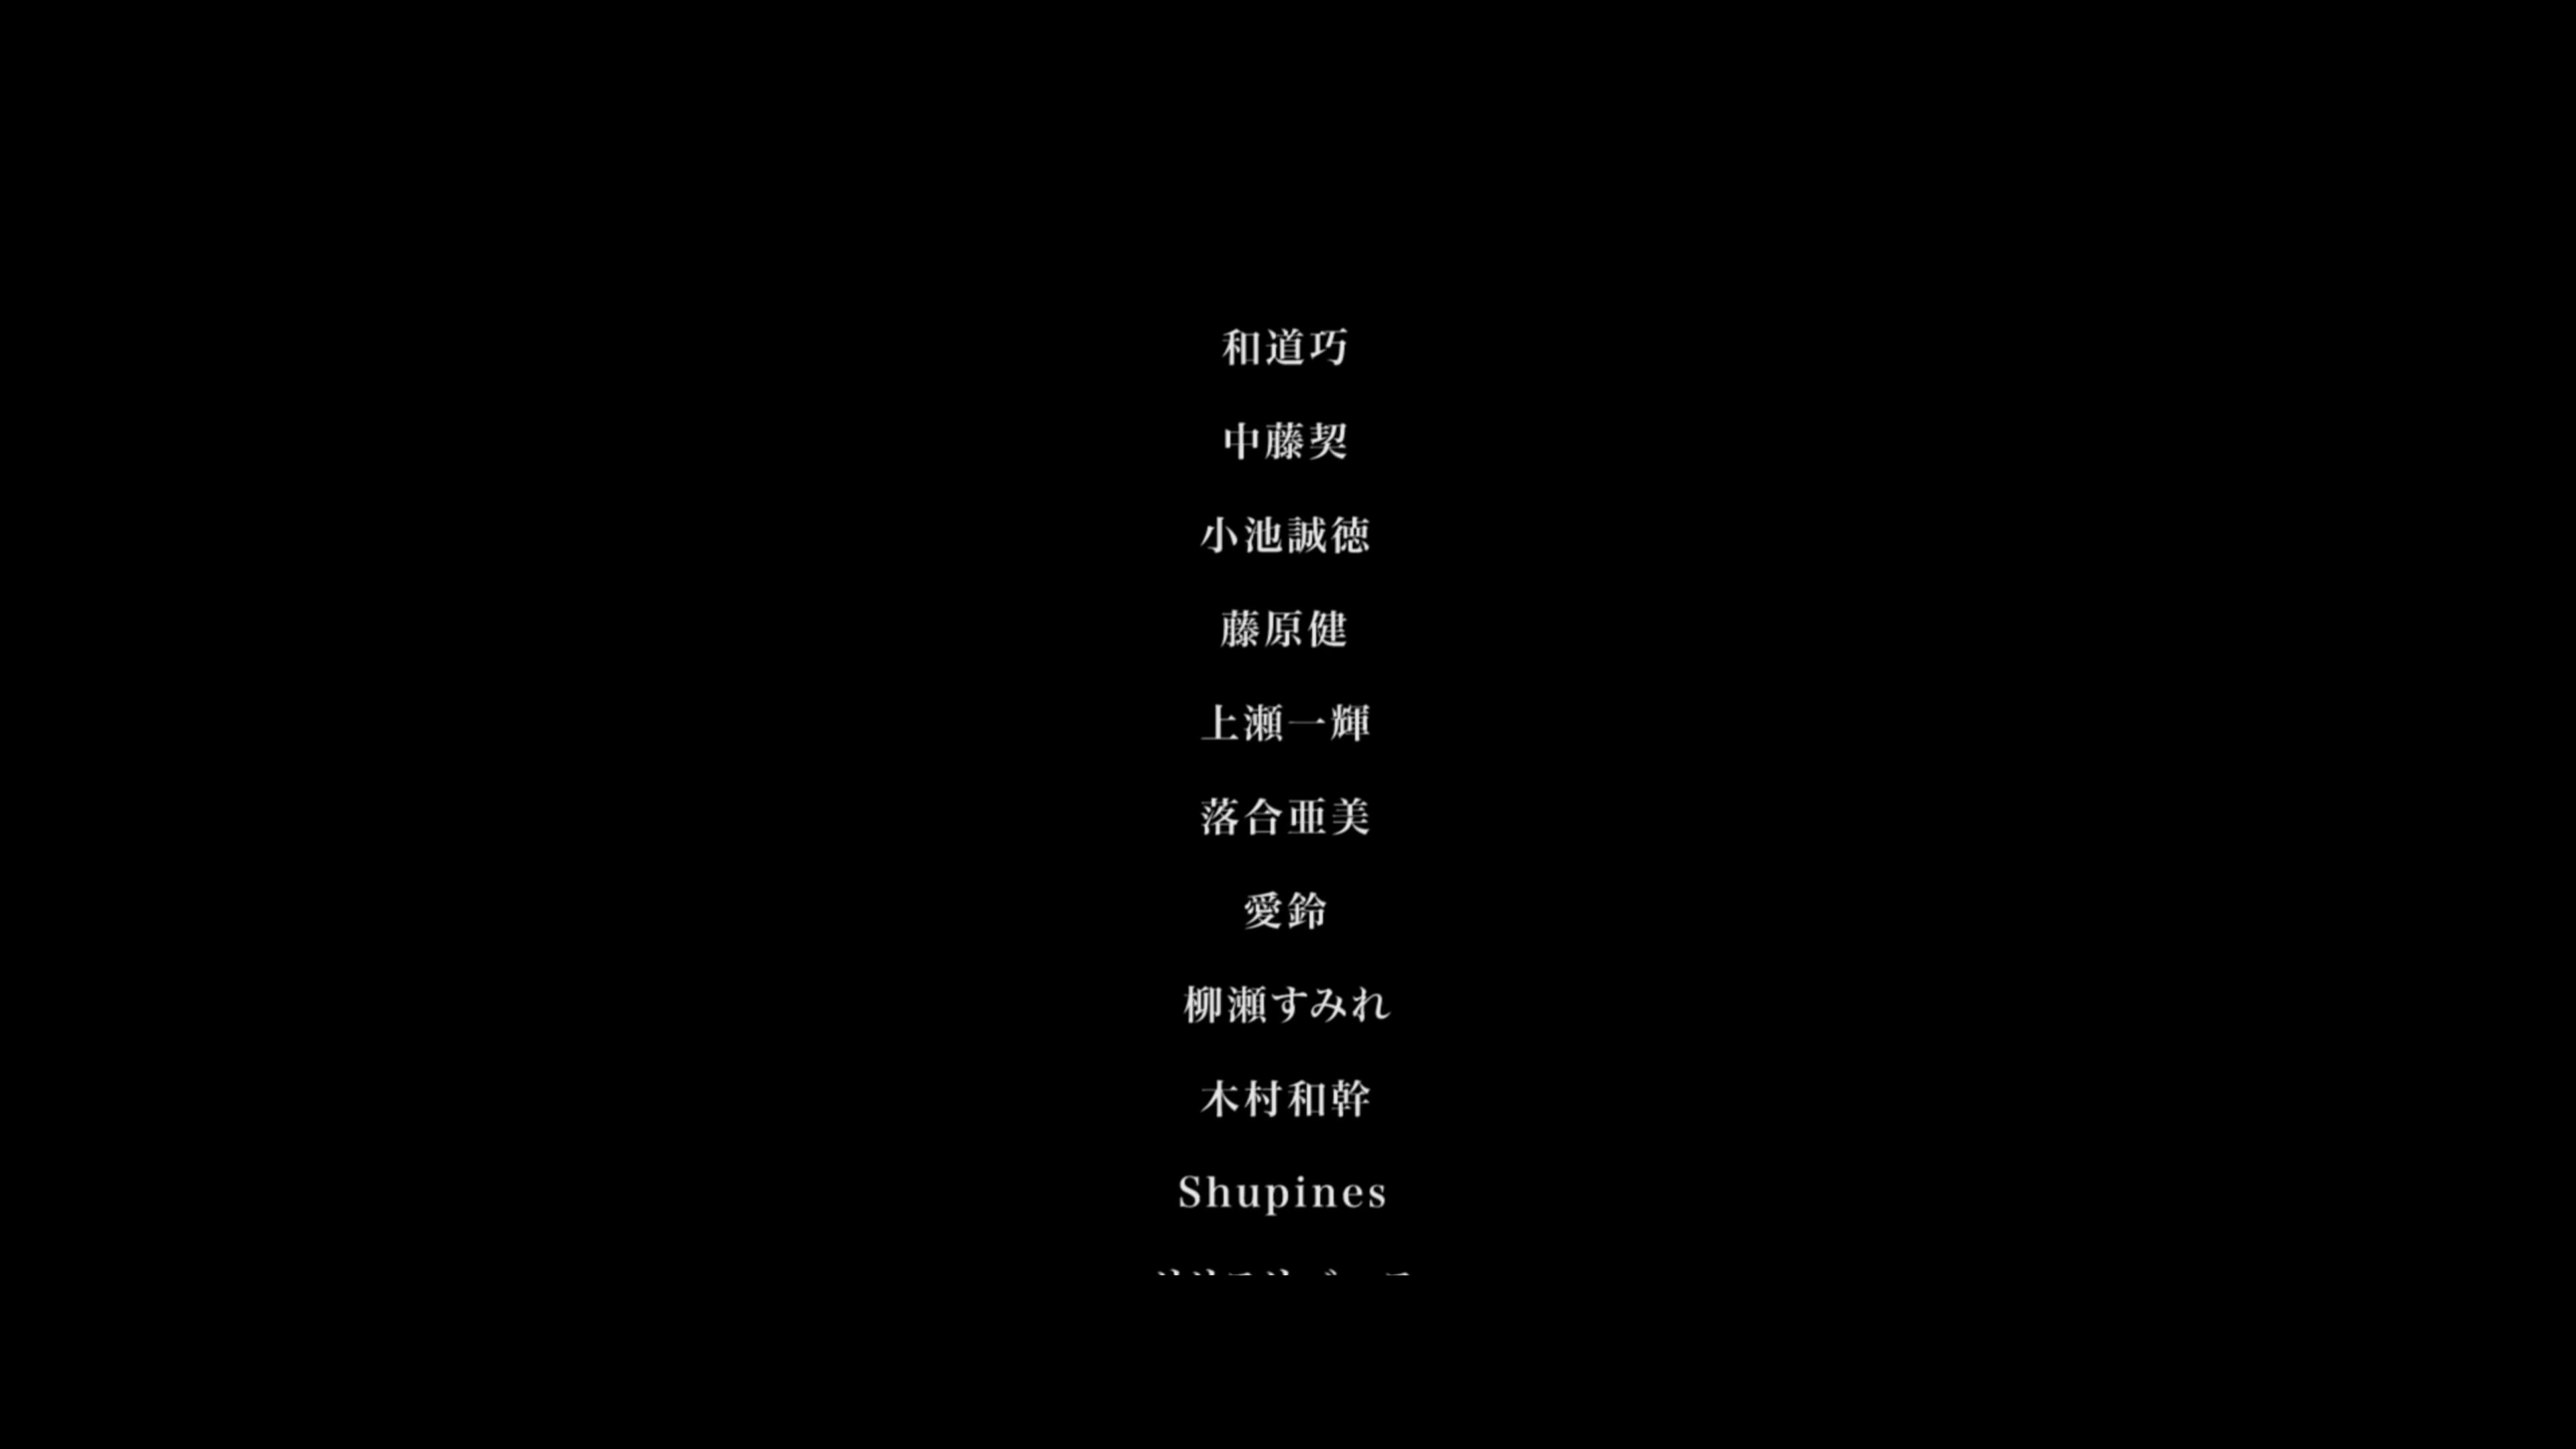 和道巧
中藤契
小池誠徳
藤原健
上瀬一輝
落合亜美
愛鈴
柳瀬すみれ
木村和幹
Shupines